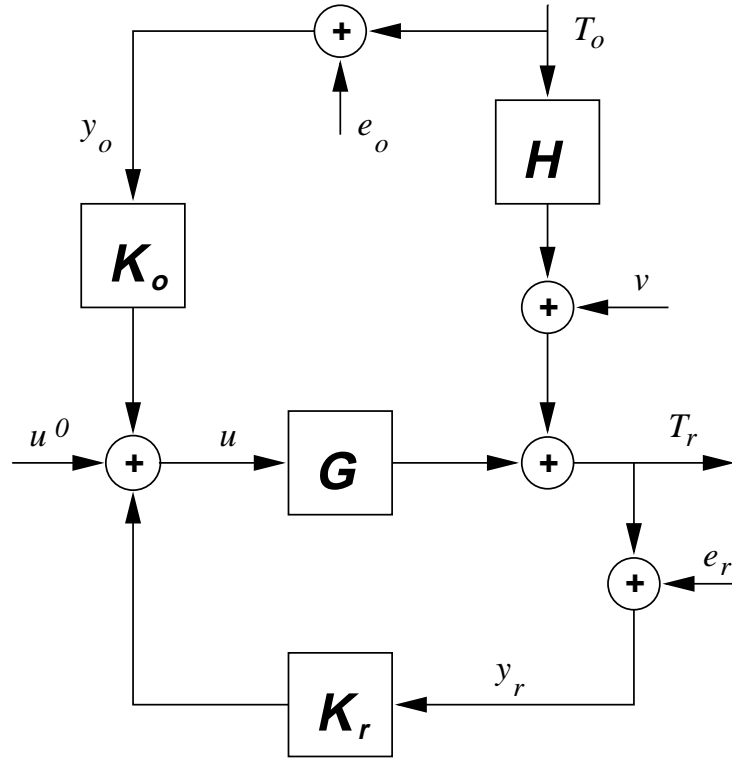 +
T_o
y_o
e_o
H
K_o
+
v
u^0
+
u
G
+
T_r
+
e_r
y_r
K_r